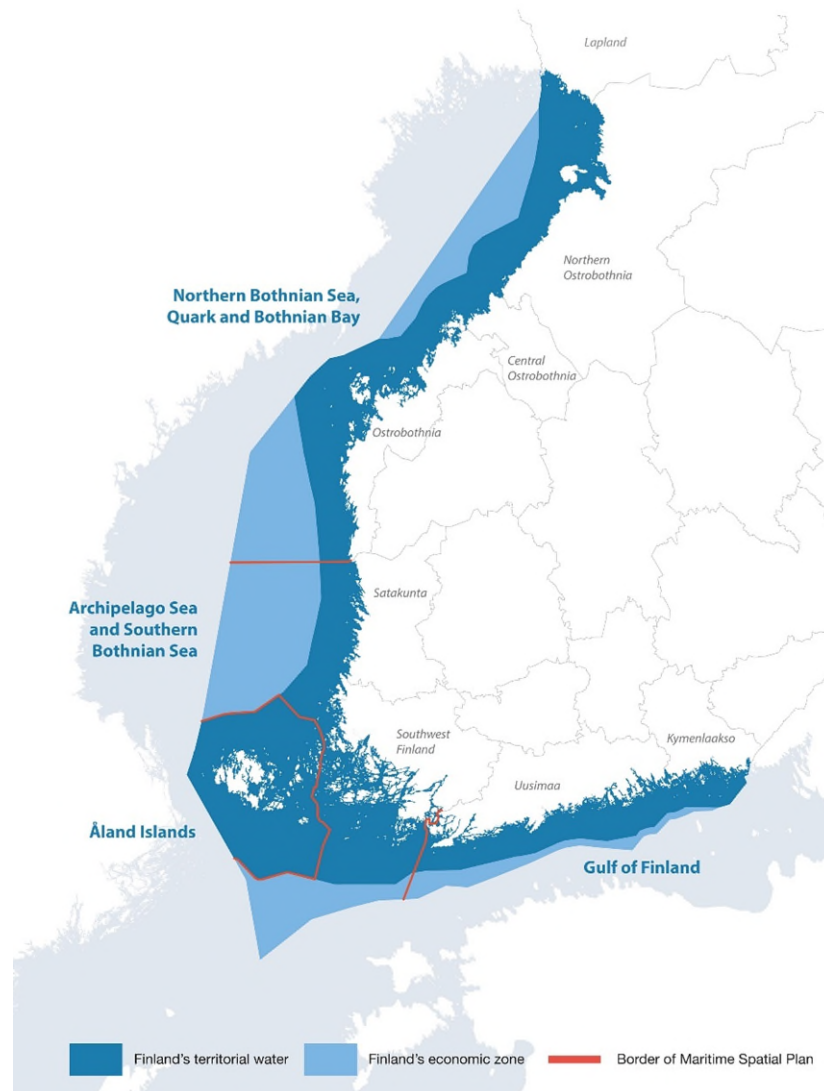 Lapland
Northern
Ostrobothnia
Northern Bothnian Sea,
Quark and Bothnian Bay
Central
Ostrobothnia
Ostrobothnia
Satakunta
Archipelago Sea
and Southern
Bothnian Sea
Southwest
Finland
Kymenlaakso
Uusimaa
Åland Islands
Gulf of Finland
Finland's territorial water
Finland's economic zone
Border of Maritime Spatial Plan